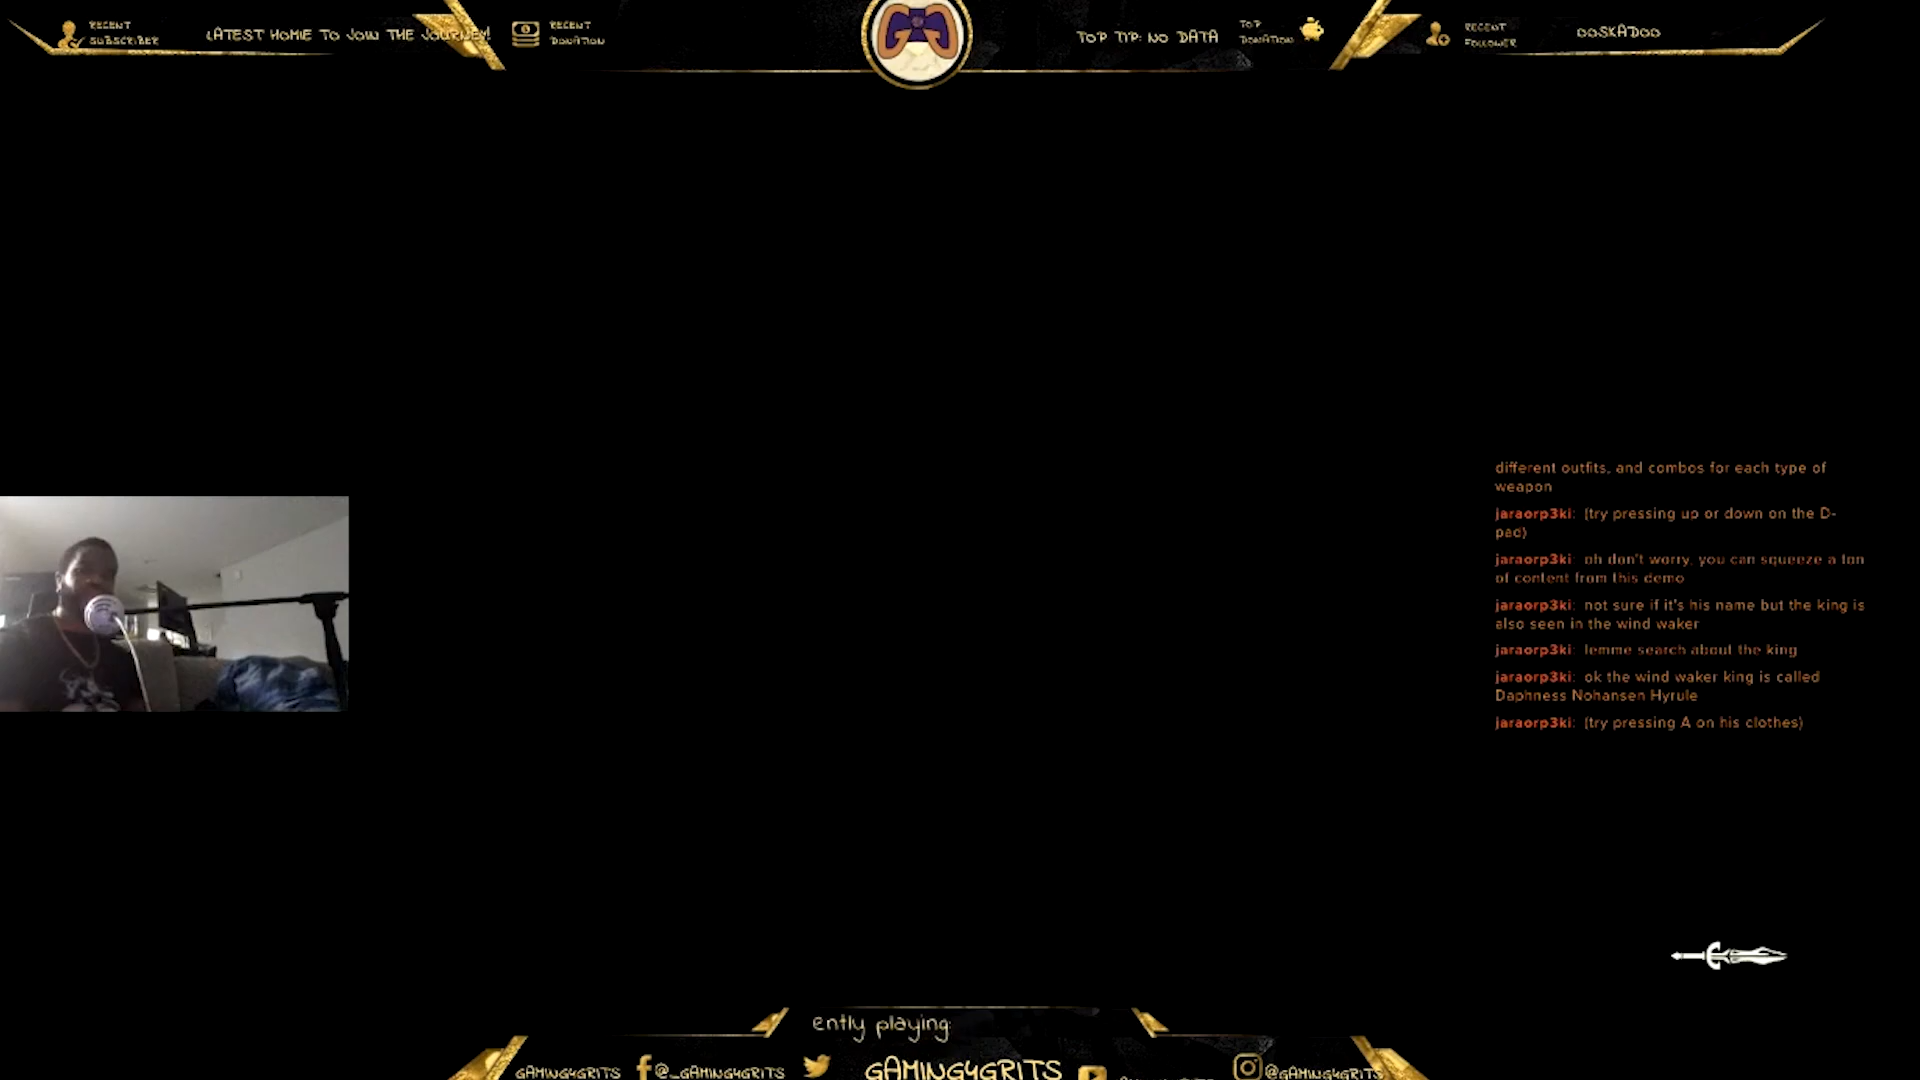 RECENT
SUBSCRIBER
LATEST HOME TO JOIN THE JOURNEY!
RECENT
DONATION
TOP TIP: NO DATA
TOP
DONATION
RECENT
FOLLOWER
OOSKADOO
different outfits, and combos for each type of
weapon
jaraorp3ki: (try pressing up or down on the D-
pad)
jaraorp3ki: oh don't worry, you can squeeze a ton
of content from this demo
jaraorp3ki: not sure if it's his name but the king is
also seen in the wind waker
jaraorp3ki: lemme search about the king
jaraorp3ki: ok the wind waker king is called
Daphness Nohansen Hyrule
jaraorp3ki: (try pressing A on his clothes)
ently playing:
GAMING4GRITS
@_GAMING4GRITS
GAMING4GRITS
@GAMING4GRITS